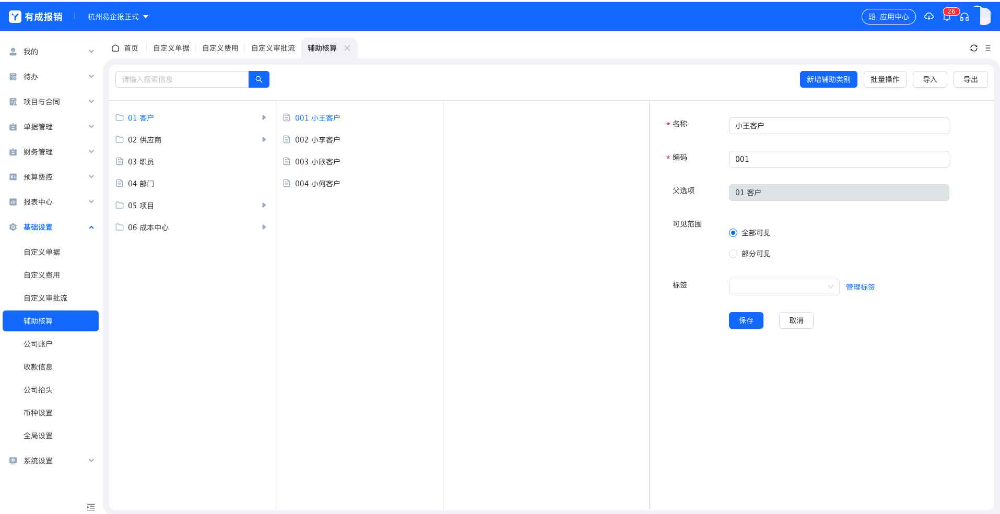 有成报销
杭州易企报正式
应用中心
26
我的
待办
项目与合同
单据管理
财务管理
预算费控
报表中心
基础设置
自定义单据
自定义费用
自定义审批流
辅助核算
公司账户
收款信息
公司抬头
币种设置
全局设置
系统设置
首页 自定义单据 自定义费用 自定义审批流 辅助核算
请输入搜索信息
新增辅助类别 批量操作 导入 导出
01 客户
02 供应商
03 职员
04 部门
05 项目
06 成本中心
001 小王客户
002 小李客户
003 小欣客户
004 小何客户
* 名称 小王客户
* 编码 001
父选项 01 客户
可见范围
全部可见
部分可见
标签 管理标签
保存 取消